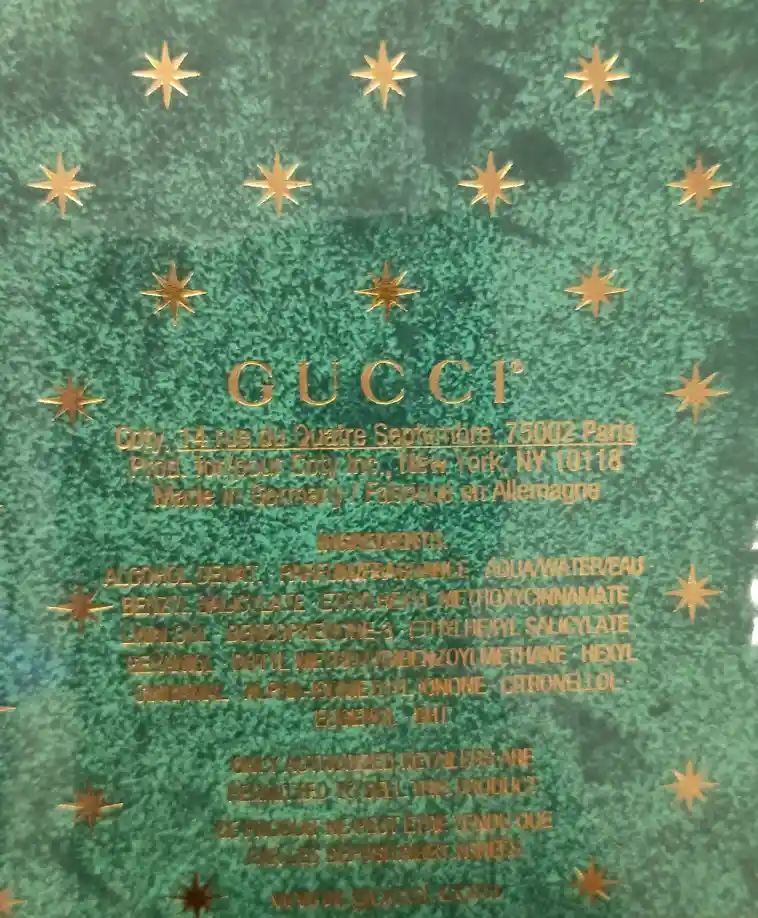 GUCCI®
Coty, 14 rue du Quatre Septembre, 75002 Paris
Prod. for/pour Coty Inc., New York, NY 10118
Made in Germany / Fabriqué en Allemagne
INGREDIENTS:
ALCOHOL DENAT. · PARFUM/FRAGRANCE · AQUA/WATER/EAU
BENZYL SALICYLATE · ETHYLHEXYL METHOXYCINNAMATE
LINALOOL · BENZOPHENONE-3 · ETHYLHEXYL SALICYLATE
GERANIOL · BUTYL METHOXYDIBENZOYLMETHANE · HEXYL
CINNAMAL · ALPHA-ISOMETHYL IONONE · CITRONELLOL
EUGENOL · BHT
ONLY AUTHORIZED RETAILERS ARE
PERMITTED TO SELL THIS PRODUCT
CE PRODUIT NE PEUT ETRE VENDU QUE
PAR LES DEPOSITAIRES AGREES
www.gucci.com